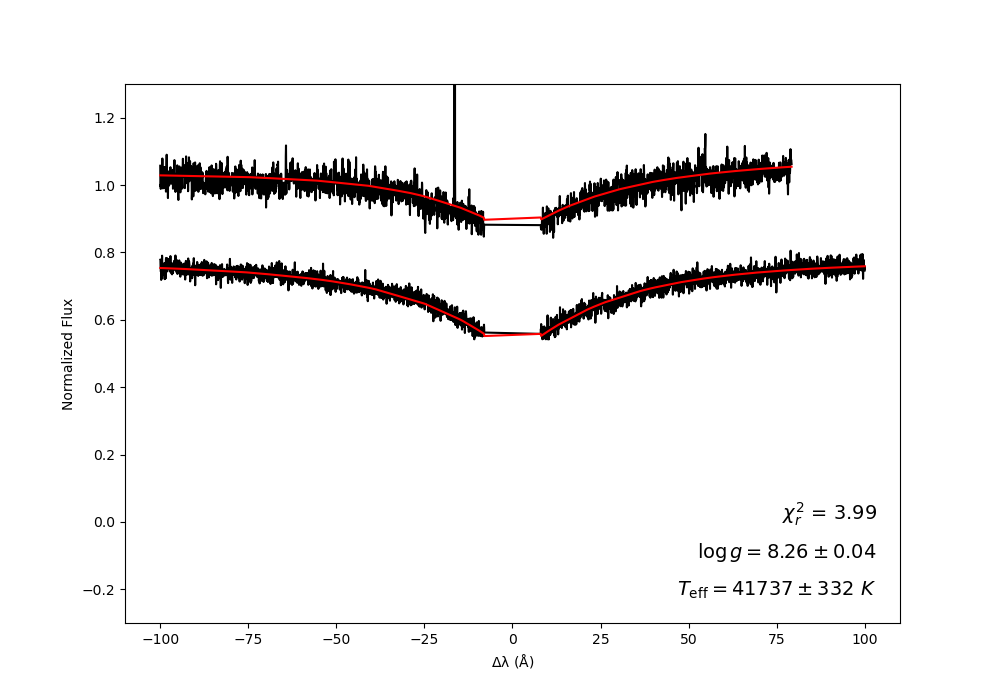 1.2
1.0
0.8
0.6
0.4
0.2
0.0
−0.2
Normalized Flux
χ²ᵣ = 3.99
log g = 8.26 ± 0.04
T_eff = 41737 ± 332 K
−100 −75 −50 −25 0 25 50 75 100
Δλ (Å)